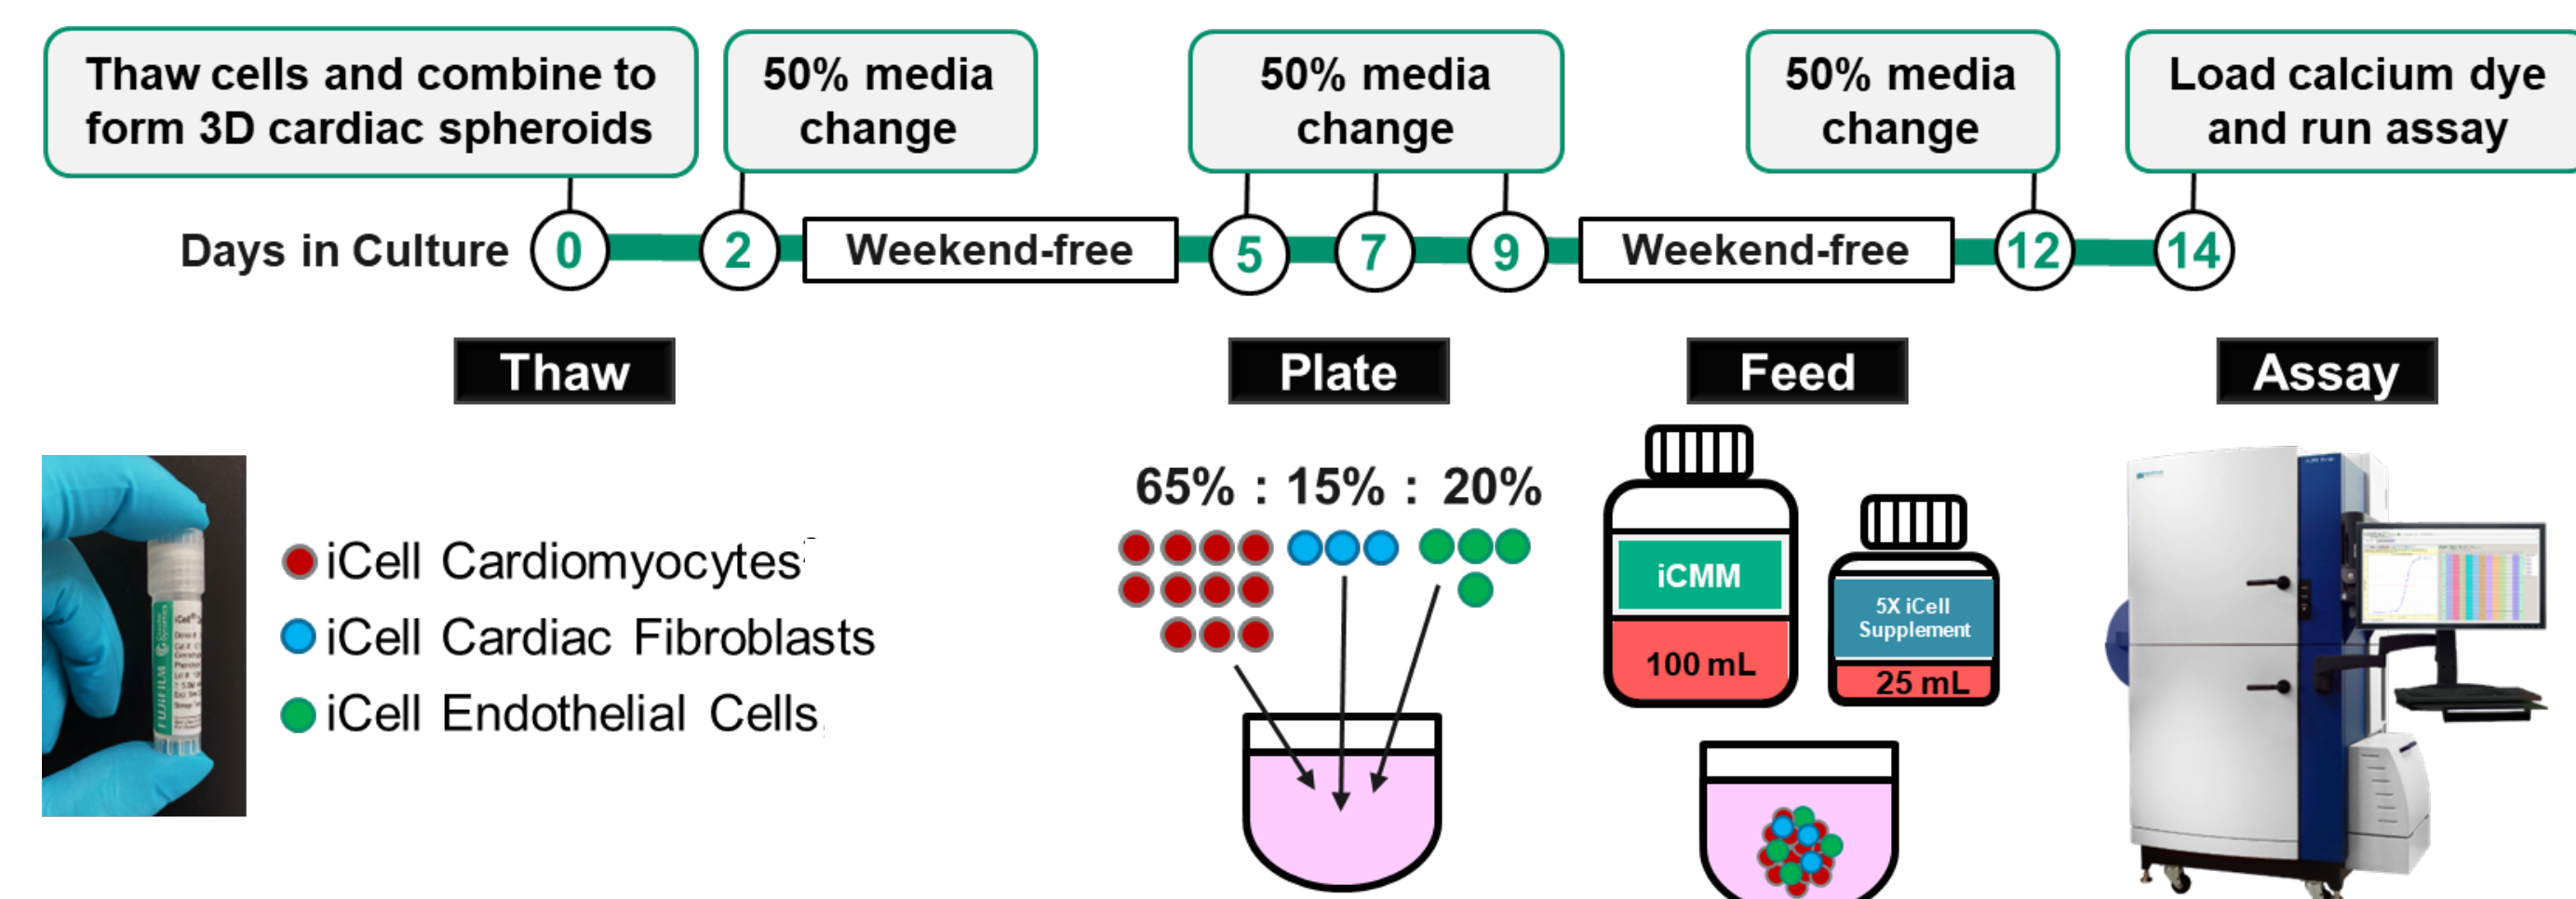 Thaw cells and combine to
form 3D cardiac spheroids
50% media
change
50% media
change
50% media
change
Load calcium dye
and run assay
Days in Culture
0
2
Weekend-free
5
7
9
Weekend-free
12
14
Thaw
Plate
Feed
Assay
65% : 15% : 20%
iCell Cardiomyocytes
iCell Cardiac Fibroblasts
iCell Endothelial Cells
iCMM
100 mL
5X iCell
Supplement
25 mL
FUJIFILM
iCell®